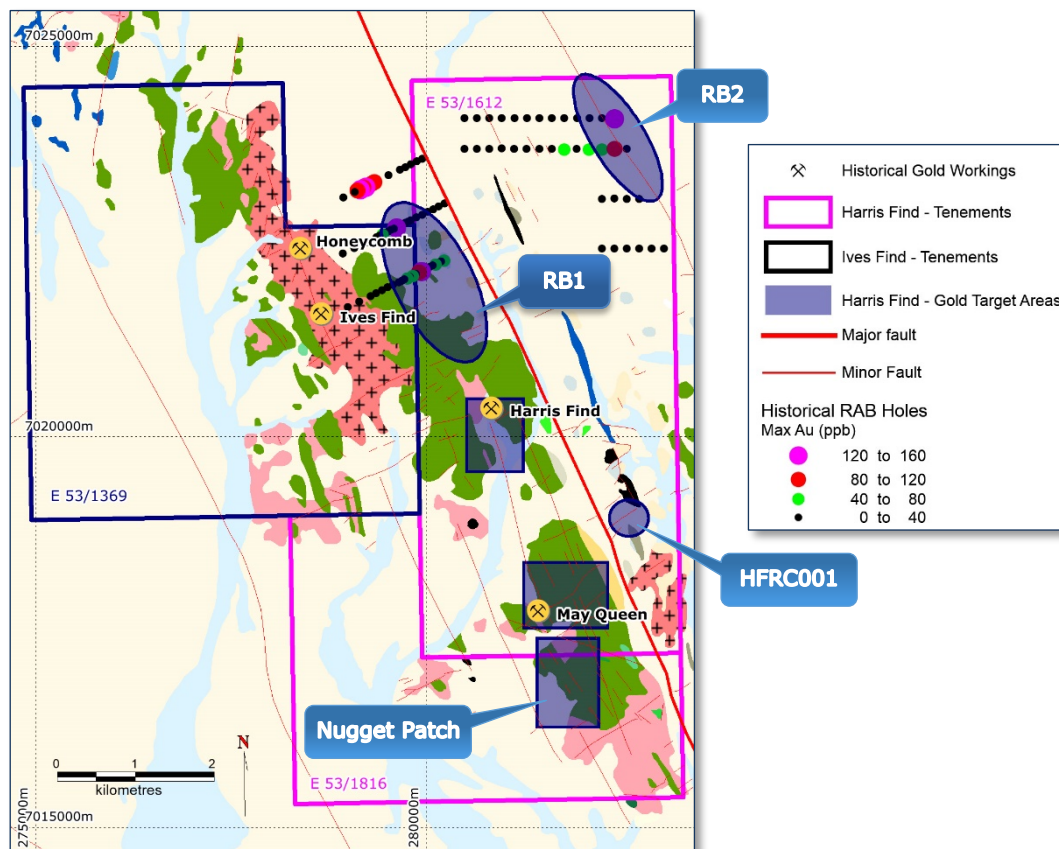 7025000m
E 53/1612
RB2
Honeycomb
RB1
Ives Find
Harris Find
7020000m
E 53/1369
HFRC001
May Queen
Nugget Patch
N
0 1 2
kilometres
E 53/1816
7015000m
275000m
280000m
Historical Gold Workings
Harris Find - Tenements
Ives Find - Tenements
Harris Find - Gold Target Areas
Major fault
Minor Fault
Historical RAB Holes
Max Au (ppb)
120 to 160
80 to 120
40 to 80
0 to 40